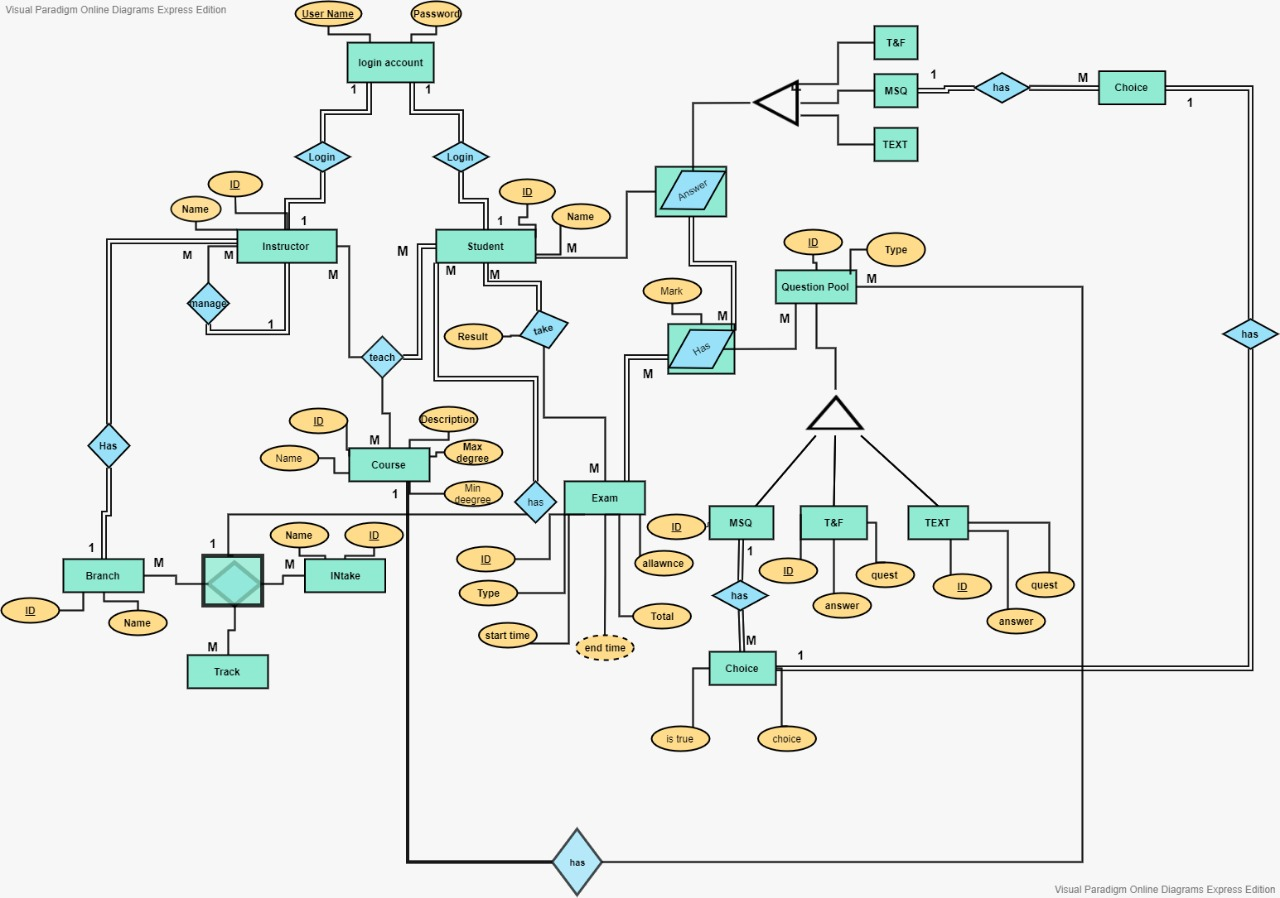 Visual Paradigm Online Diagrams Express Edition
User Name
Password
login account
1
1
T&F
MSQ
1
has
M
Choice
1
TEXT
Login
Login
ID
Name
ID
Name
Answer
1
1
Instructor
M
Student
M
M
M
M
M
M
ID
Type
Question Pool
M
manage
1
Mark
M
M
take
Result
Has
M
has
teach
ID
Description
M
Name
Course
Max
degree
Min
deegree
1
Has
M
has
Exam
ID
MSQ
T&F
TEXT
1
Name
ID
1
1
M
M
Branch
INtake
ID
Type
allawnce
ID
quest
ID
quest
has
answer
answer
ID
Name
start time
Total
end time
M
Track
M
Choice
1
is true
choice
has
Visual Paradigm Online Diagrams Express Edition